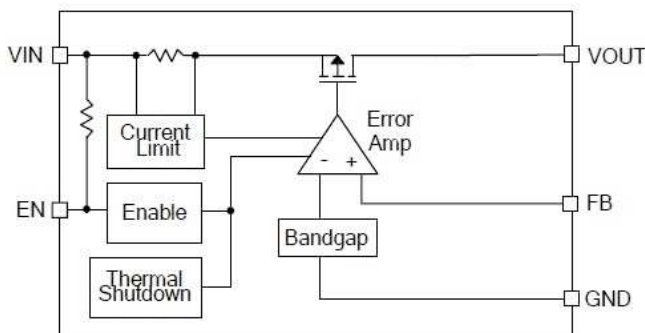 VIN
VOUT
Current
Limit
Error
Amp
- +
EN
Enable
FB
Bandgap
Thermal
Shutdown
GND